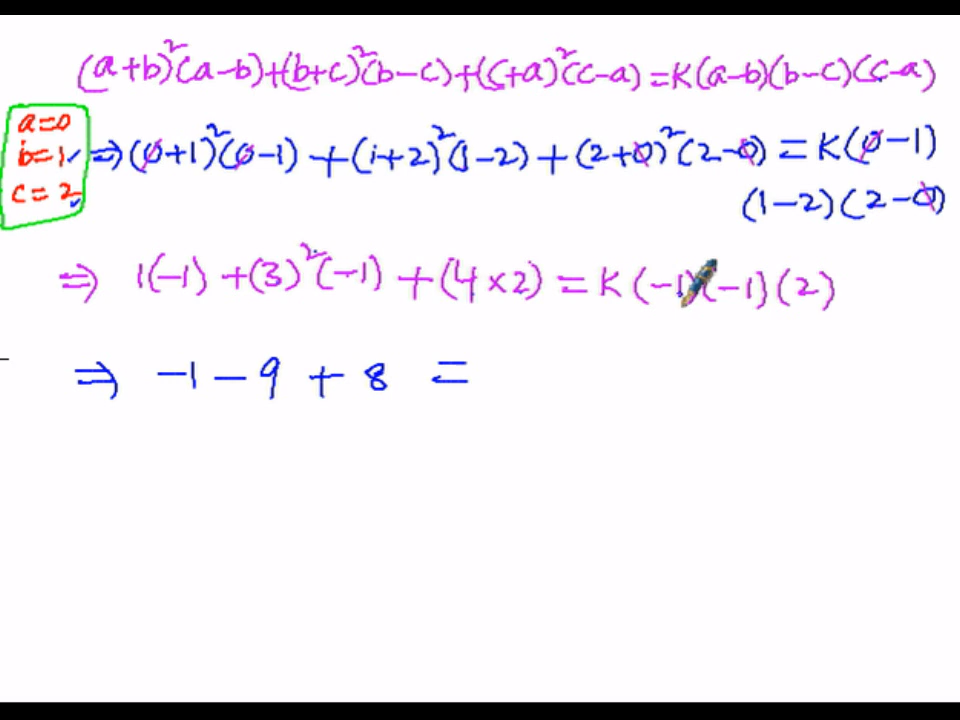 (a+b)²(a-b)+(b+c)²(b-c)+(c+a)²(c-a)=K(a-b)(b-c)(c-a)
a=0
b=1✓
c=2✓
⇒(0+1)²(0-1)+(1+2)²(1-2)+(2+0)²(2-0)=K(0-1)
(1-2)(2-0)
⇒ 1(-1)+(3)²(-1)+(4×2)=K(-1)(-1)(2)
⇒ -1-9+8=